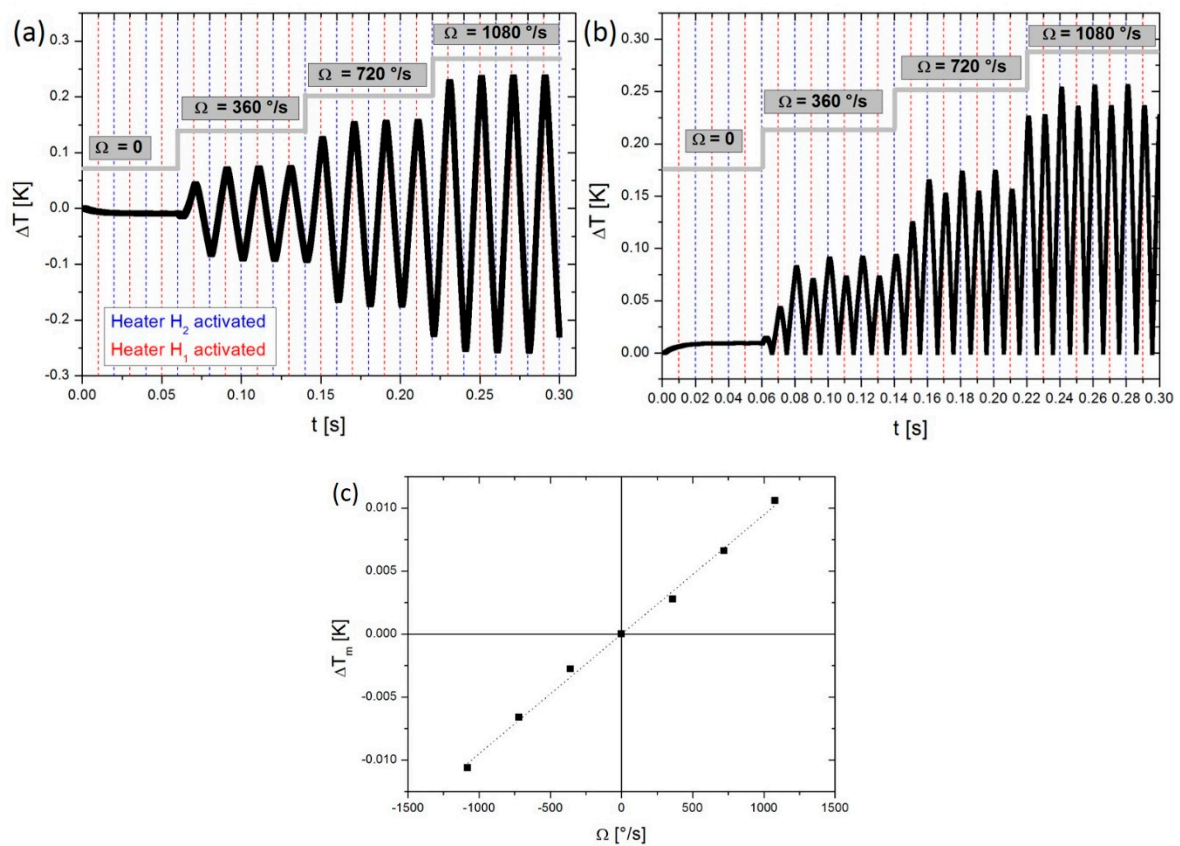 (a)
0.3
0.2
0.1
0.0
-0.1
-0.2
-0.3
ΔT [K]
Ω = 0
Ω = 360 °/s
Ω = 720 °/s
Ω = 1080 °/s
Heater H2 activated
Heater H1 activated
0.00 0.05 0.10 0.15 0.20 0.25 0.30
t [s]
(b)
0.30
0.25
0.20
0.15
0.10
0.05
0.00
ΔT [K]
Ω = 0
Ω = 360 °/s
Ω = 720 °/s
Ω = 1080 °/s
0.00 0.02 0.04 0.06 0.08 0.10 0.12 0.14 0.16 0.18 0.20 0.22 0.24 0.26 0.28 0.30
t [s]
(c)
0.010
0.005
0.000
-0.005
-0.010
ΔTm [K]
-1500 -1000 -500 0 500 1000 1500
Ω [°/s]